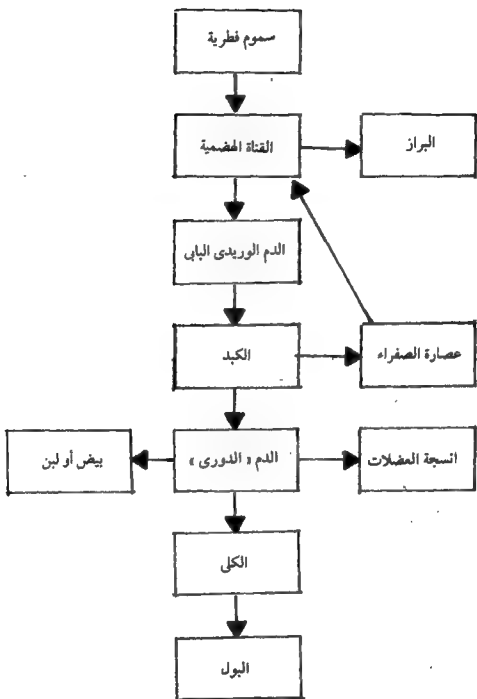 سموم فطرية
القناة الهضمية
البراز
الدم الوريدى البابى
الكبد
عصارة الصفراء
انسجة العضلات
الدم « الدورى »
بيض أو لبن
الكلى
البول